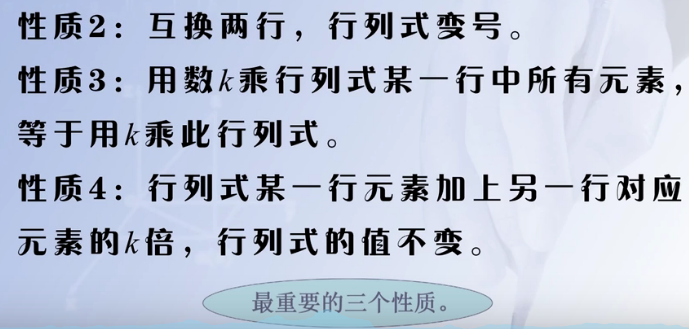 性质2：互换两行，行列式变号。
性质3：用数k乘行列式某一行中所有元素，
等于用k乘此行列式。
性质4：行列式某一行元素加上另一行对应
元素的k倍，行列式的值不变。
最重要的三个性质。